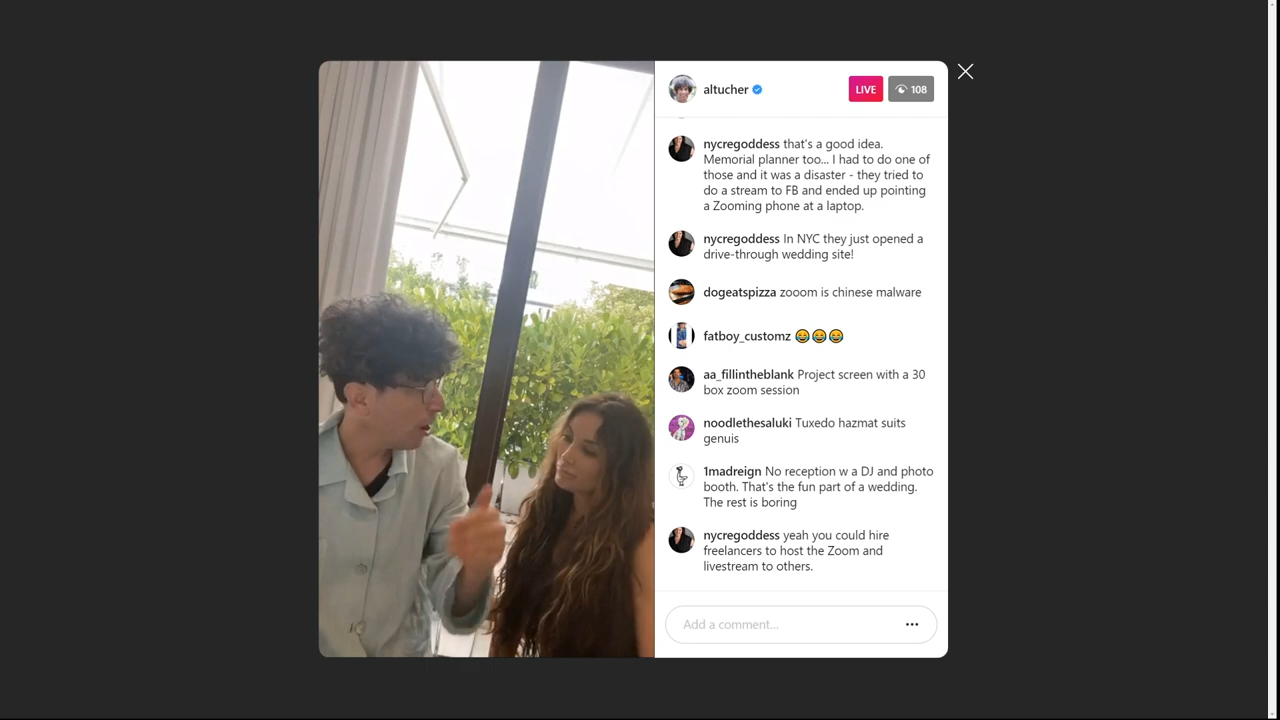 altucher
LIVE
108
nycregoddess that's a good idea.
Memorial planner too... I had to do one of
those and it was a disaster - they tried to
do a stream to FB and ended up pointing
a Zooming phone at a laptop.
nycregoddess In NYC they just opened a
drive-through wedding site!
dogeatspizza zooom is chinese malware
fatboy_customz 😂😂😂
aa_fillintheblank Project screen with a 30
box zoom session
noodlethesaluki Tuxedo hazmat suits
genuis
1madreign No reception w a DJ and photo
booth. That's the fun part of a wedding.
The rest is boring
nycregoddess yeah you could hire
freelancers to host the Zoom and
livestream to others.
Add a comment...